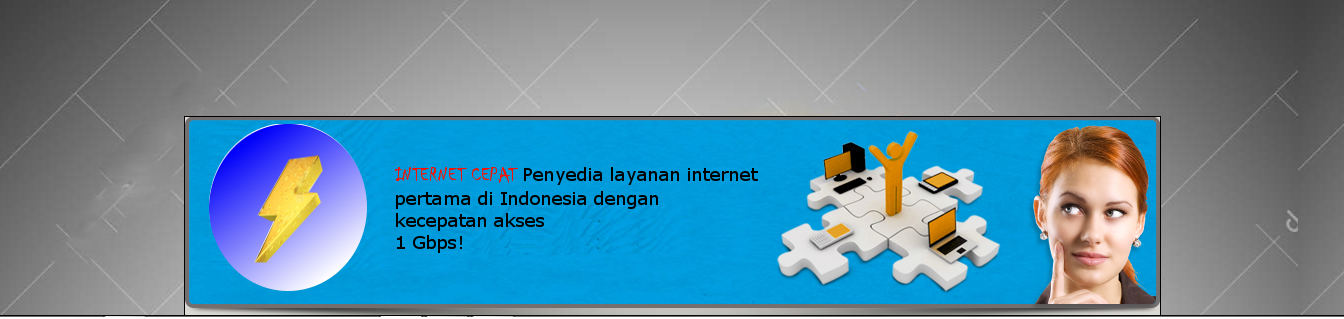 INTERNET CEPAT Penyedia layanan internet
pertama di Indonesia dengan
kecepatan akses
1 Gbps!